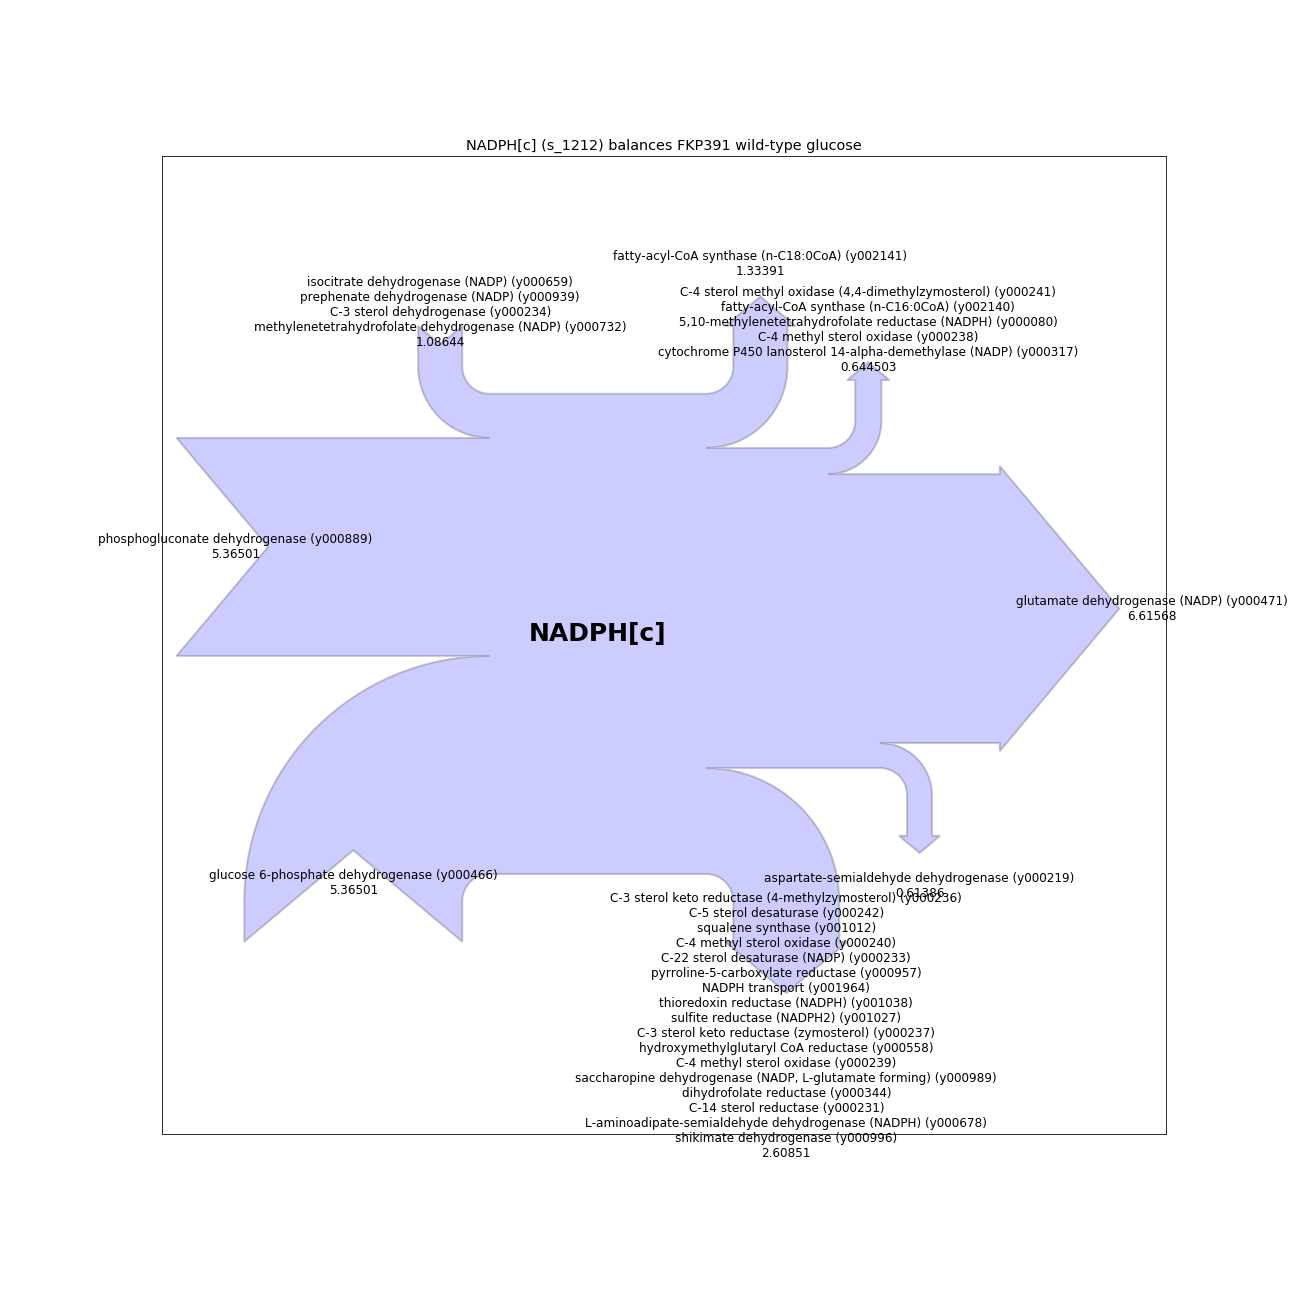 NADPH[c] (s_1212) balances FKP391 wild-type glucose
fatty-acyl-CoA synthase (n-C18:0CoA) (y002141)
1.33391
isocitrate dehydrogenase (NADP) (y000659)
prephenate dehydrogenase (NADP) (y000939)
C-3 sterol dehydrogenase (y000234)
methylenetetrahydrofolate dehydrogenase (NADP) (y000732)
1.08644
C-4 sterol methyl oxidase (4,4-dimethylzymosterol) (y000241)
fatty-acyl-CoA synthase (n-C16:0CoA) (y002140)
5,10-methylenetetrahydrofolate reductase (NADPH) (y000080)
C-4 methyl sterol oxidase (y000238)
cytochrome P450 lanosterol 14-alpha-demethylase (NADP) (y000317)
0.644503
phosphogluconate dehydrogenase (y000889)
5.36501
glutamate dehydrogenase (NADP) (y000471)
6.61568
NADPH[c]
glucose 6-phosphate dehydrogenase (y000466)
5.36501
aspartate-semialdehyde dehydrogenase (y000219)
0.61386
C-3 sterol keto reductase (4-methylzymosterol) (y000236)
C-5 sterol desaturase (y000242)
squalene synthase (y001012)
C-4 methyl sterol oxidase (y000240)
C-22 sterol desaturase (NADP) (y000233)
pyrroline-5-carboxylate reductase (y000957)
NADPH transport (y001964)
thioredoxin reductase (NADPH) (y001038)
sulfite reductase (NADPH2) (y001027)
C-3 sterol keto reductase (zymosterol) (y000237)
hydroxymethylglutaryl CoA reductase (y000558)
C-4 methyl sterol oxidase (y000239)
saccharopine dehydrogenase (NADP, L-glutamate forming) (y000989)
dihydrofolate reductase (y000344)
C-14 sterol reductase (y000231)
L-aminoadipate-semialdehyde dehydrogenase (NADPH) (y000678)
shikimate dehydrogenase (y000996)
2.60851